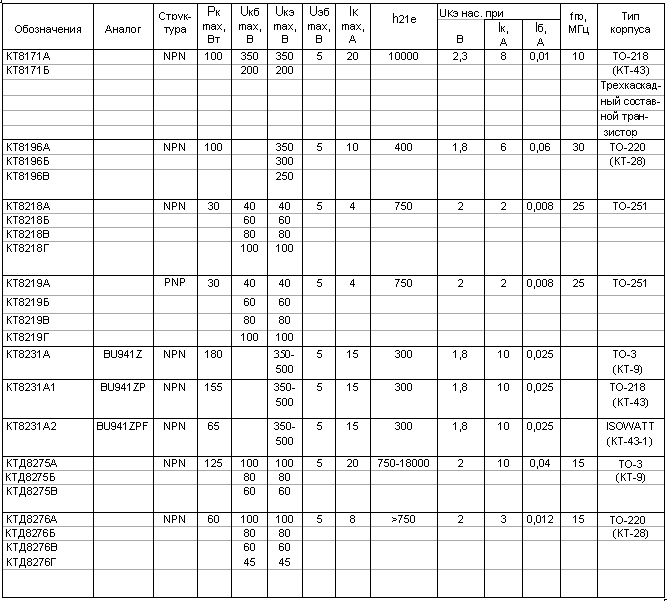 Обозначения АналогСтрук-тура Pк max, Вт Uкб max, В Uкэ max, В Uэб max, В Iк max, А h21е Uкэ нас. при В Iк, А Iб, А fгр, МГц Тип корпуса
КТ8171А NPN 100 350 350 5 20 10000 2,3 8 0,01 10 ТО-218
КТ8171Б 200 200 (КТ-43)
Трехкаскад-
ный состав-
ной тран-
зистор
КТ8196А NPN 100 350 5 10 400 1,8 6 0,06 30 ТО-220
КТ8196Б 300 (КТ-28)
КТ8196В 250
КТ8218А NPN 30 40 40 5 4 750 2 2 0,008 25 ТО-251
КТ8218Б 60 60
КТ8218В 80 80
КТ8218Г 100 100
КТ8219А PNP 30 40 40 5 4 750 2 2 0,008 25 ТО-251
КТ8219Б 60 60
КТ8219В 80 80
КТ8219Г 100 100
КТ8231А BU941Z NPN 180 350- 5 15 300 1,8 10 0,025 ТО-3
500 (КТ-9)
КТ8231А1 BU941ZP NPN 155 350- 5 15 300 1,8 10 0,025 ТО-218
500 (КТ-43)
КТ8231А2 BU941ZPF NPN 65 350- 5 15 300 1,8 10 0,025 ISOWATT
500 (КТ-43-1)
КТД8275А NPN 125 100 100 5 20 750-18000 2 10 0,04 15 ТО-3
КТД8275Б 80 80 (КТ-9)
КТД8275В 60 60
КТД8276А NPN 60 100 100 5 8 >750 2 3 0,012 15 ТО-220
КТД8276Б 80 80 (КТ-28)
КТД8276В 60 60
КТД8276Г 45 45